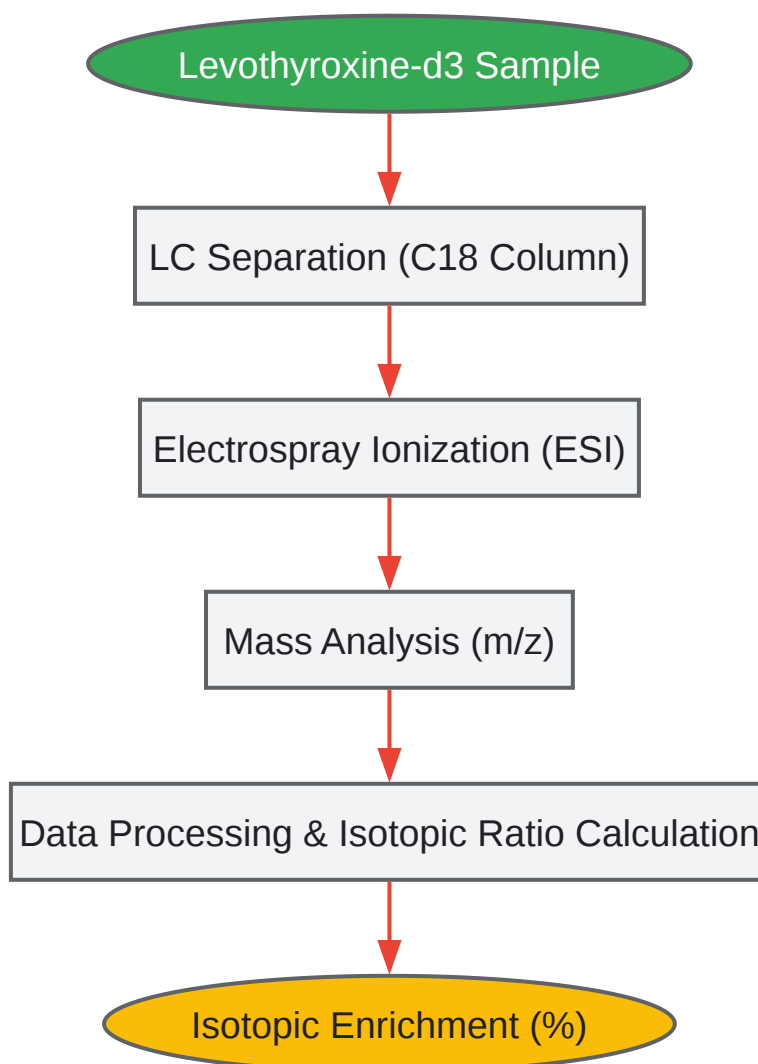 Levothyroxine-d3 Sample
LC Separation (C18 Column)
Electrospray Ionization (ESI)
Mass Analysis (m/z)
Data Processing & Isotopic Ratio Calculation
Isotopic Enrichment (%)